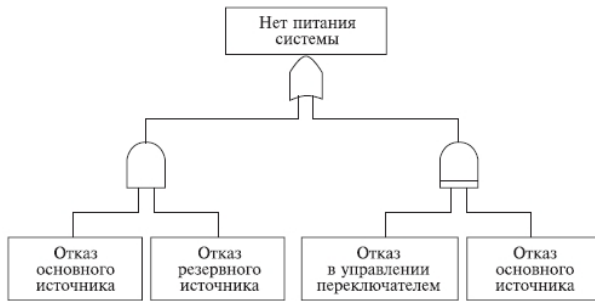 Нет питания
системы
Отказ
основного
источника
Отказ
резервного
источника
Отказ
в управлении
переключателем
Отказ
основного
источника